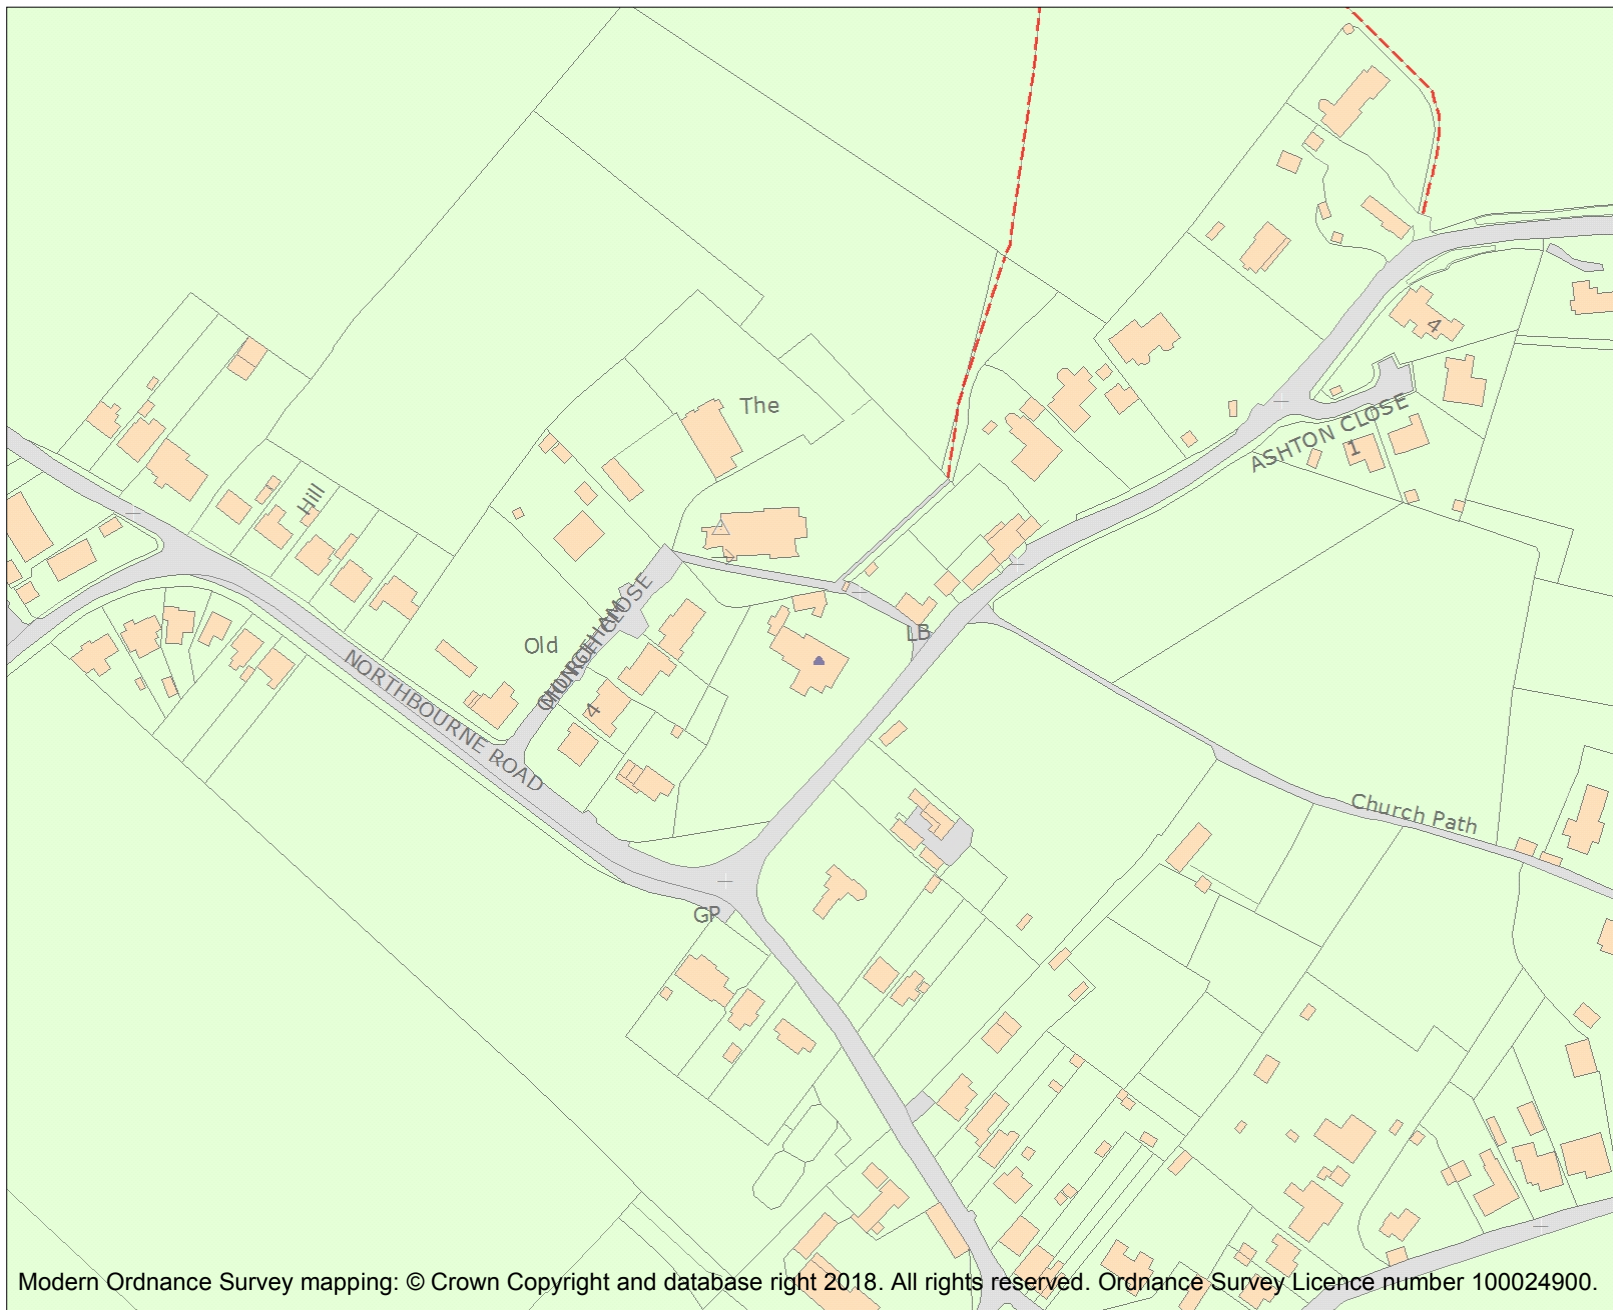 The
4
ASHTON CLOSE
1
Hill
CLOSE
Old
LB
4
NORTHBOURNE ROAD
Church Path
GP
Modern Ordnance Survey mapping: © Crown Copyright and database right 2018. All rights reserved. Ordnance Survey Licence number 100024900.